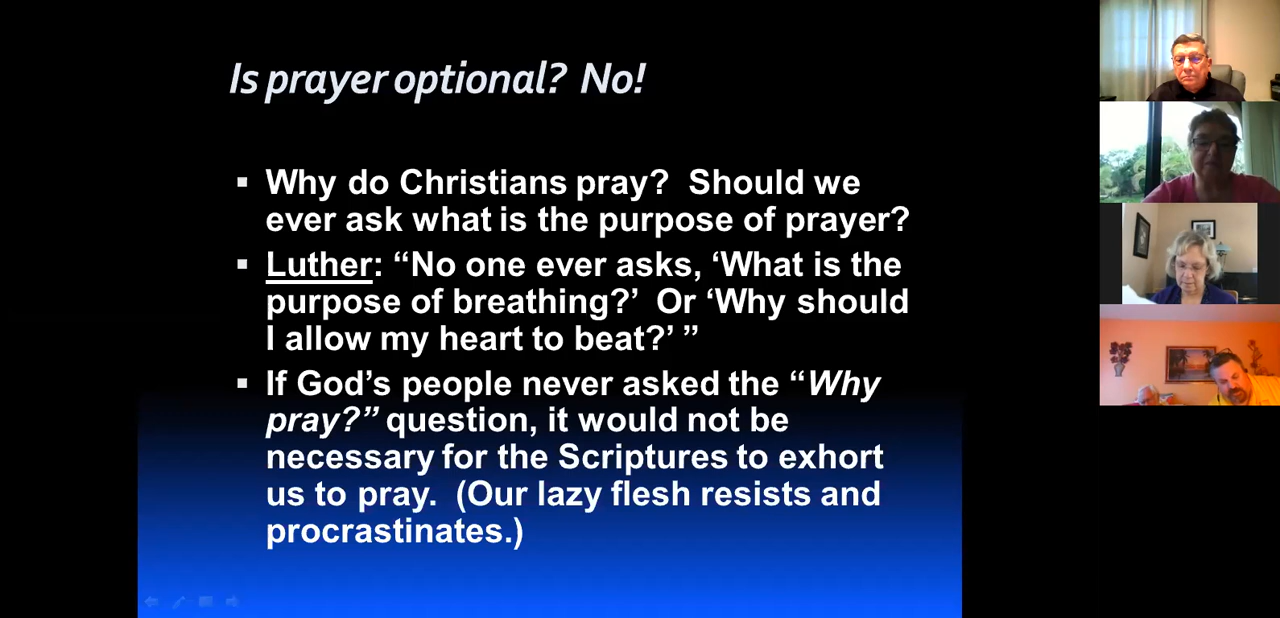 Is prayer optional?  No!
▪ Why do Christians pray?  Should we
ever ask what is the purpose of prayer?
▪ Luther: “No one ever asks, ‘What is the
purpose of breathing?’  Or ‘Why should
I allow my heart to beat?’ ”
▪ If God’s people never asked the “Why
pray?” question, it would not be
necessary for the Scriptures to exhort
us to pray.  (Our lazy flesh resists and
procrastinates.)